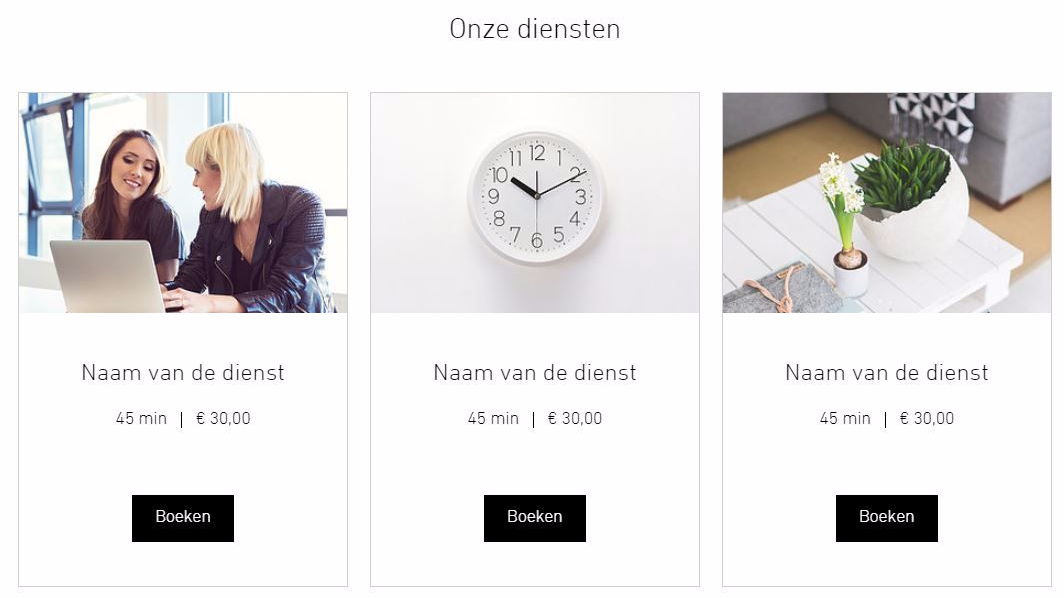 Onze diensten
12
11 1
10 2
9 3
8 4
7 5
6
Naam van de dienst
45 min | € 30,00
Boeken
Naam van de dienst
45 min | € 30,00
Boeken
Naam van de dienst
45 min | € 30,00
Boeken